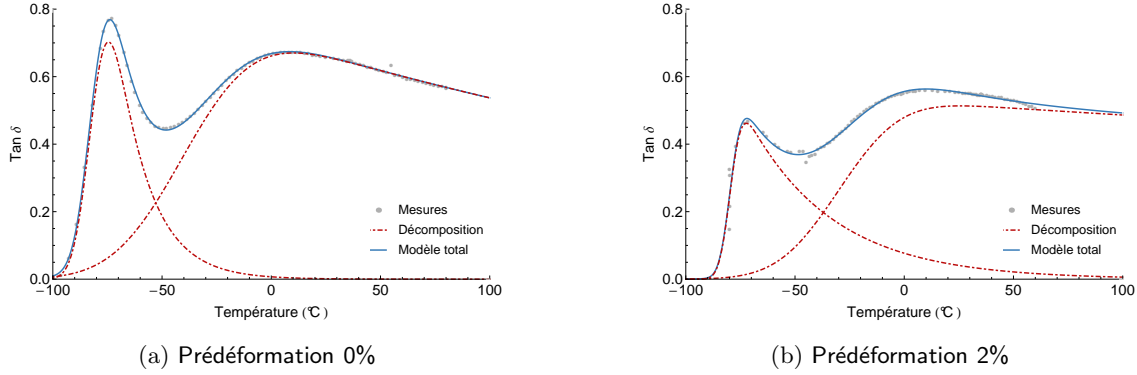 0.8
0.6
0.4
0.2
0.0
Tan δ
−100
−50
0
50
100
Température (°C)
Mesures
Décomposition
Modèle total
(a) Prédéformation 0%
0.8
0.6
0.4
0.2
0.0
Tan δ
−100
−50
0
50
100
Température (°C)
Mesures
Décomposition
Modèle total
(b) Prédéformation 2%